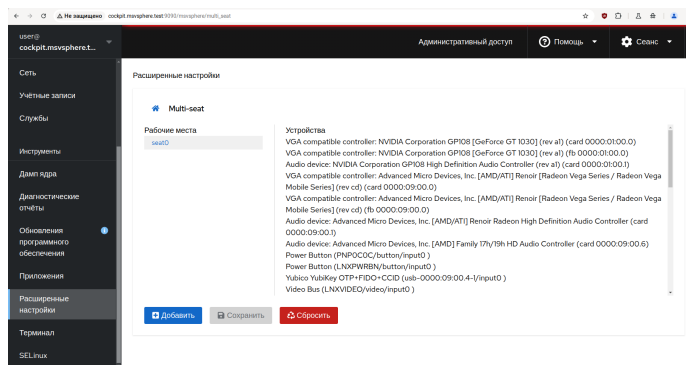 Не защищено cockpit.msvsphere.test:9090/msvsphere/multi_seat
user@
cockpit.msvsphere.t...
Административный доступ
Помощь
Сеанс
Сеть
Учётные записи
Службы
Инструменты
Дамп ядра
Диагностические
отчёты
Обновления
программного
обеспечения
Приложения
Расширенные
настройки
Терминал
SELinux
Расширенные настройки
Multi-seat
Рабочие места
seat0
Устройства
VGA compatible controller: NVIDIA Corporation GP108 [GeForce GT 1030] (rev a1) (card 0000:01:00.0)
VGA compatible controller: NVIDIA Corporation GP108 [GeForce GT 1030] (rev a1) (fb 0000:01:00.0)
Audio device: NVIDIA Corporation GP108 High Definition Audio Controller (rev a1) (card 0000:01:00.1)
VGA compatible controller: Advanced Micro Devices, Inc. [AMD/ATI] Renoir [Radeon Vega Series / Radeon Vega
Mobile Series] (rev cd) (card 0000:09:00.0)
VGA compatible controller: Advanced Micro Devices, Inc. [AMD/ATI] Renoir [Radeon Vega Series / Radeon Vega
Mobile Series] (rev cd) (fb 0000:09:00.0)
Audio device: Advanced Micro Devices, Inc. [AMD/ATI] Renoir Radeon High Definition Audio Controller (card
0000:09:00.1)
Audio device: Advanced Micro Devices, Inc. [AMD] Family 17h/19h HD Audio Controller (card 0000:09:00.6)
Power Button (PNP0C0C/button/input0 )
Power Button (LNXPWRBN/button/input0 )
Yubico YubiKey OTP+FIDO+CCID (usb-0000:09:00.4-1/input0 )
Video Bus (LNXVIDEO/video/input0 )
Добавить
Сохранить
Сбросить